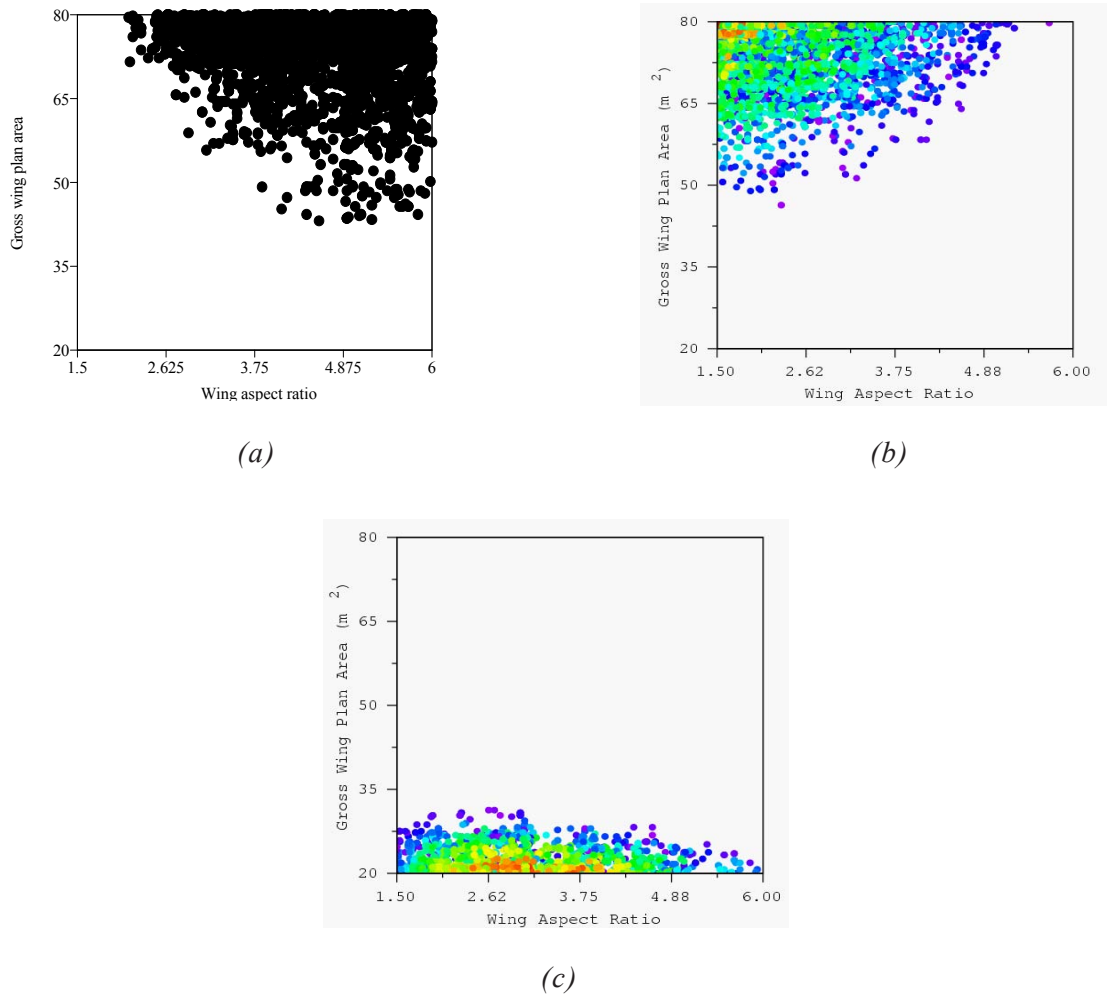 80
65
50
35
20
Gross wing plan area
1.5 2.625 3.75 4.875 6
Wing aspect ratio
(a)
80
65
50
35
20
Gross Wing Plan Area (m 2)
1.50 2.62 3.75 4.88 6.00
Wing Aspect Ratio
(b)
80
65
50
35
20
Gross Wing Plan Area (m 2)
1.50 2.62 3.75 4.88 6.00
Wing Aspect Ratio
(c)